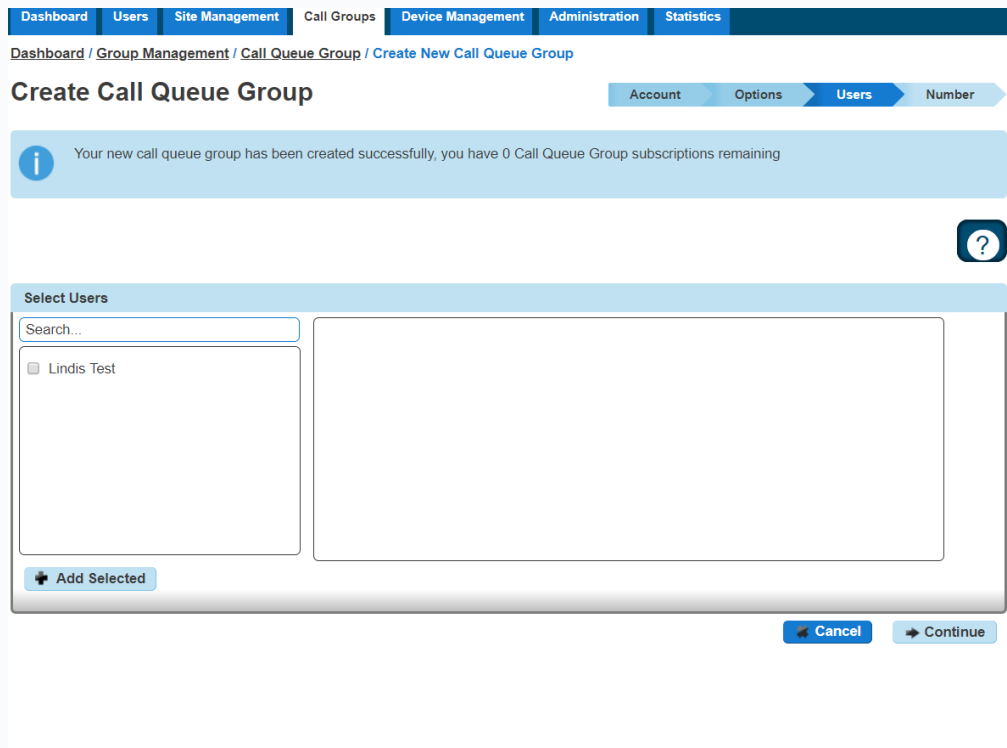 Dashboard Users Site Management Call Groups Device Management Administration Statistics
Dashboard / Group Management / Call Queue Group / Create New Call Queue Group
Create Call Queue Group
Account Options Users Number
i
Your new call queue group has been created successfully, you have 0 Call Queue Group subscriptions remaining
?
Select Users
Search...
Lindis Test
Add Selected
Cancel Continue